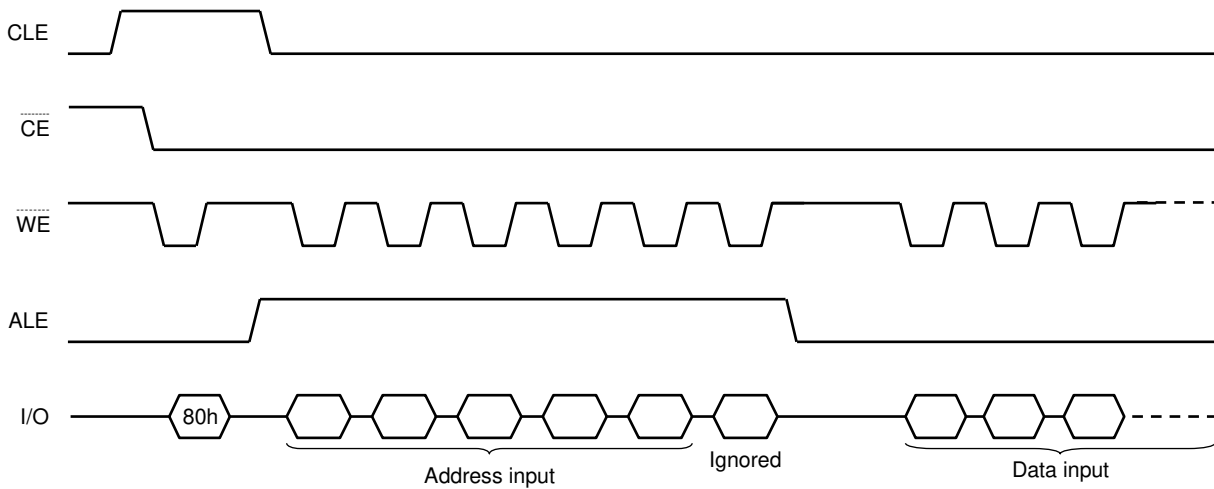 CLE
CE
WE
ALE
I/O
80h
Address input
Ignored
Data input